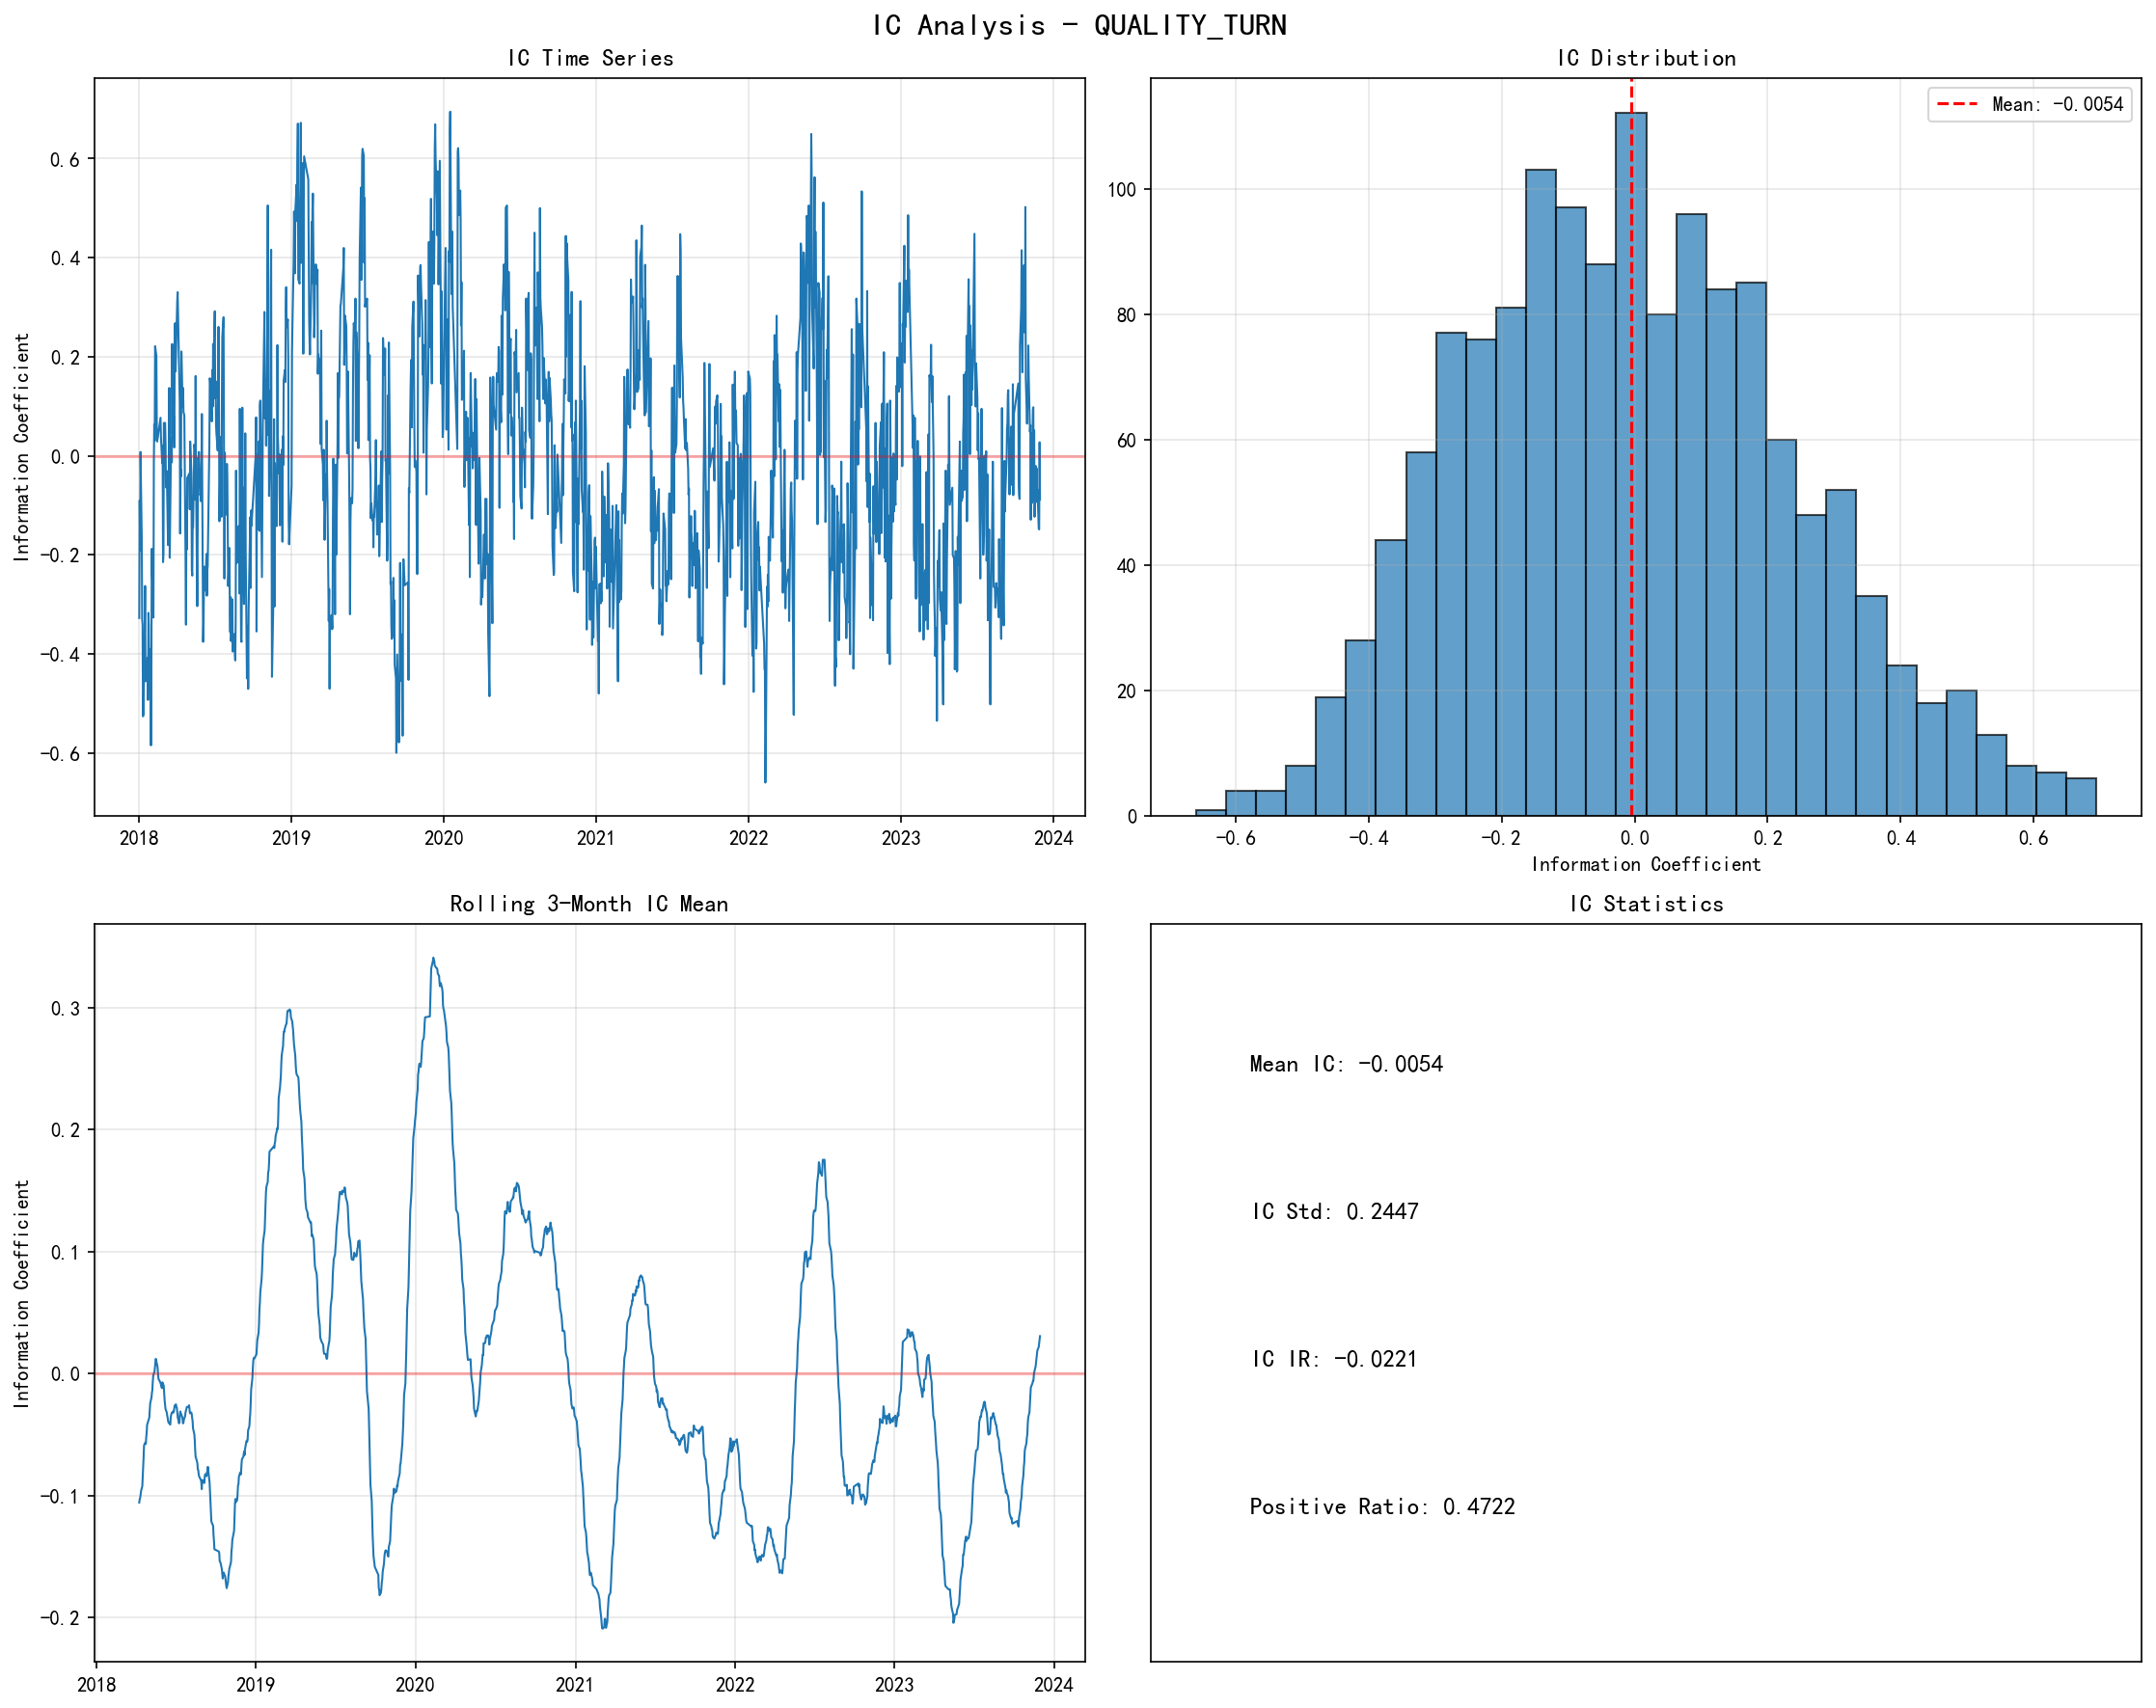 IC Analysis - QUALITY_TURN
IC Time Series
Information Coefficient
0.6
0.4
0.2
0.0
-0.2
-0.4
-0.6
2018 2019 2020 2021 2022 2023 2024
IC Distribution
Mean: -0.0054
100
80
60
40
20
0
-0.6 -0.4 -0.2 0.0 0.2 0.4 0.6
Information Coefficient
Rolling 3-Month IC Mean
Information Coefficient
0.3
0.2
0.1
0.0
-0.1
-0.2
2018 2019 2020 2021 2022 2023 2024
IC Statistics
Mean IC: -0.0054
IC Std: 0.2447
IC IR: -0.0221
Positive Ratio: 0.4722